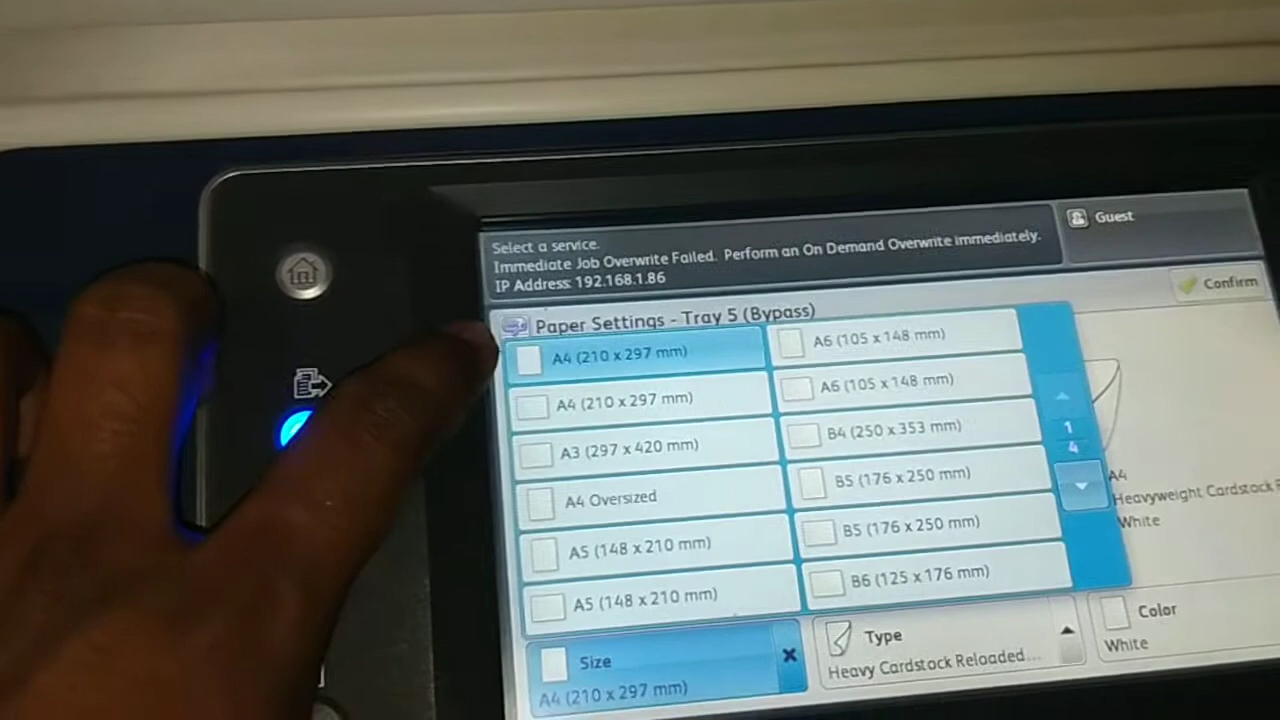 Select a service.
Immediate Job Overwrite Failed. Perform an On Demand Overwrite immediately.
IP Address: 192.168.1.86
Guest
Confirm
Paper Settings - Tray 5 (Bypass)
A4 (210 x 297 mm)
A4 (210 x 297 mm)
A3 (297 x 420 mm)
A4 Oversized
A5 (148 x 210 mm)
A5 (148 x 210 mm)
A6 (105 x 148 mm)
A6 (105 x 148 mm)
B4 (250 x 353 mm)
B5 (176 x 250 mm)
B5 (176 x 250 mm)
B6 (125 x 176 mm)
1
4
A4
Heavyweight Cardstock R
White
Size
A4 (210 x 297 mm)
Type
Heavy Cardstock Reloaded...
Color
White